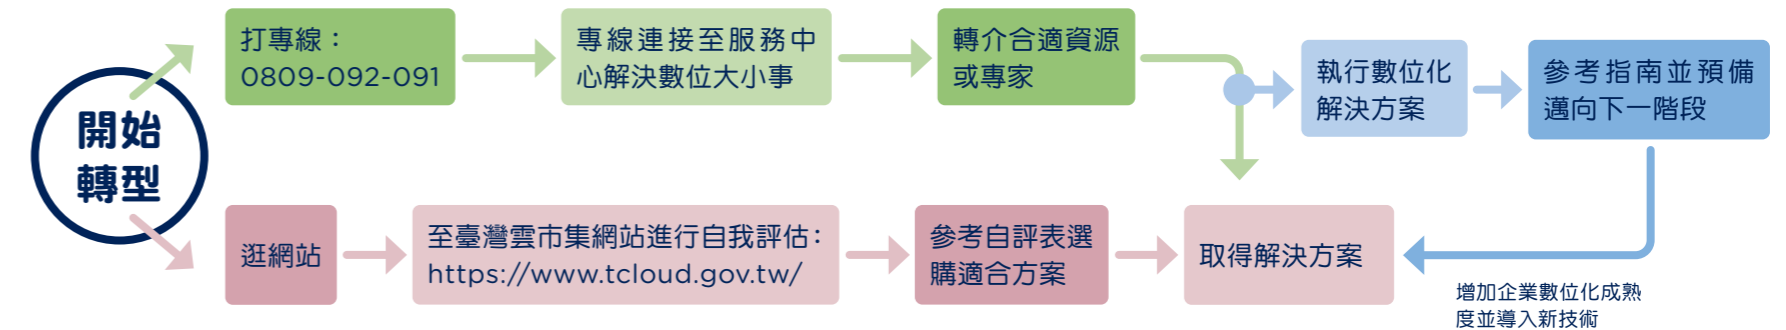 開始
轉型
打專線：
0809-092-091
專線連接至服務中
心解決數位大小事
轉介合適資源
或專家
執行數位化
解決方案
參考指南並預備
邁向下一階段
逛網站
至臺灣雲市集網站進行自我評估：
https://www.tcloud.gov.tw/
參考自評表選
購適合方案
取得解決方案
增加企業數位化成熟
度並導入新技術